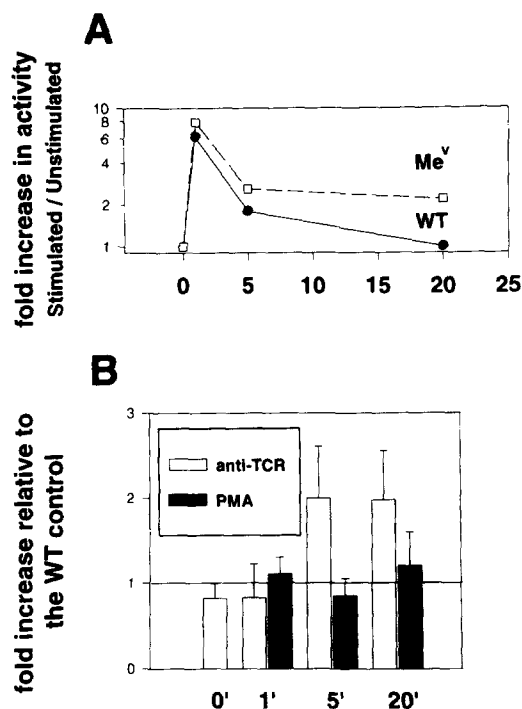 A
fold increase in activity
Stimulated / Unstimulated
10
8
6
4
2
1
Me^v
WT
0 5 10 15 20 25
B
fold increase relative to
the WT control
3
2
1
0
anti-TCR
PMA
0' 1' 5' 20'